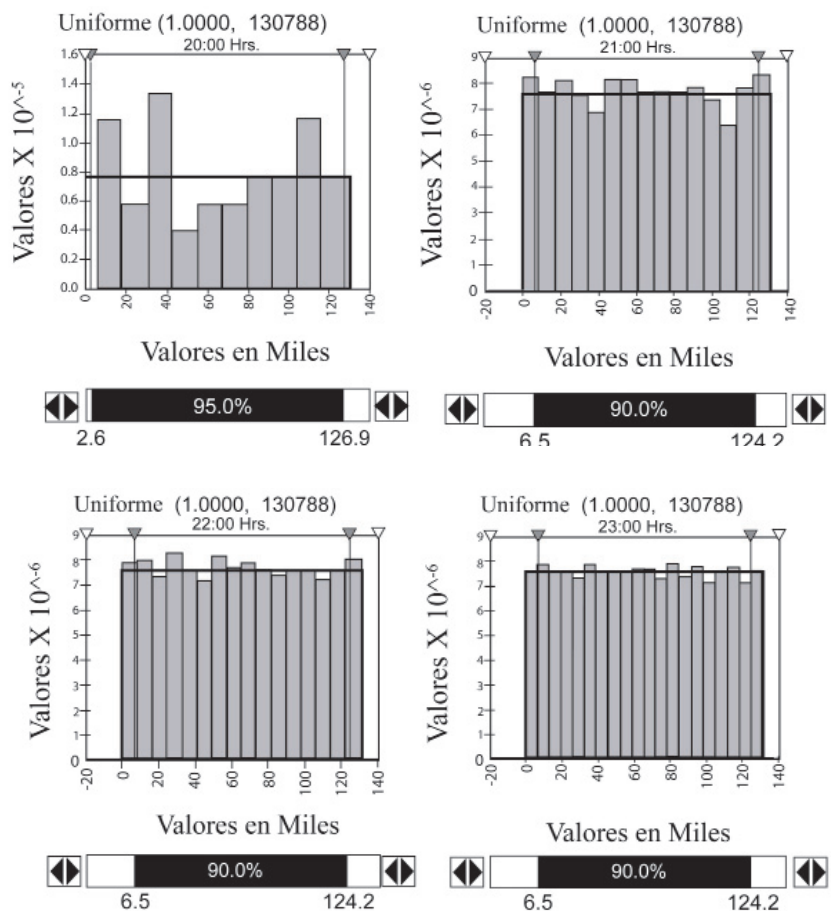 Uniforme (1.0000, 130788)
20:00 Hrs.
Valores X 10^-5
1.6
1.4
1.2
1.0
0.8
0.6
0.4
0.2
0.0
0 20 40 60 80 100 120 140
Valores en Miles
95.0%
2.6 126.9
Uniforme (1.0000, 130788)
21:00 Hrs.
Valores X 10^-6
9
8
7
6
5
4
3
2
1
0
-20 0 20 40 60 80 100 120 140
Valores en Miles
90.0%
6.5 124.2
Uniforme (1.0000, 130788)
22:00 Hrs.
Valores X 10^-6
9
8
7
6
5
4
3
2
1
0
-20 0 20 40 60 80 100 120 140
Valores en Miles
90.0%
6.5 124.2
Uniforme (1.0000, 130788)
23:00 Hrs.
Valores X 10^-6
9
8
7
6
5
4
3
2
1
0
-20 0 20 40 60 80 100 120 140
Valores en Miles
90.0%
6.5 124.2